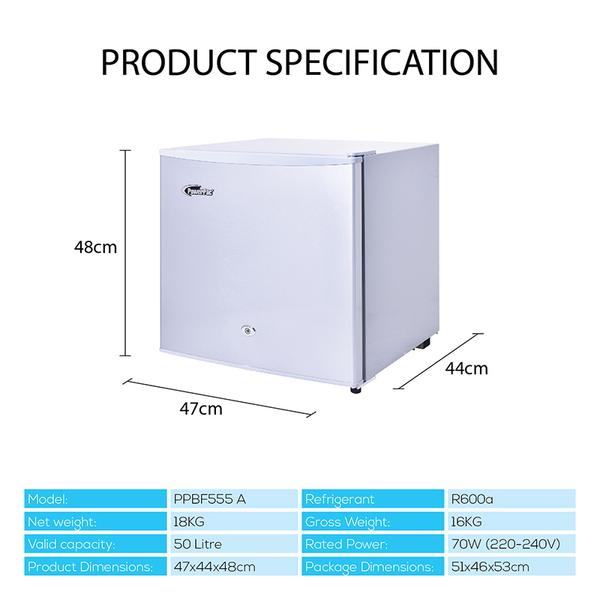 PRODUCT SPECIFICATION
PowerPac
48cm
44cm
47cm
Model: PPBF555 A Refrigerant R600a
Net weight: 18KG Gross Weight: 16KG
Valid capacity: 50 Litre Rated Power: 70W (220-240V)
Product Dimensions: 47x44x48cm Package Dimensions: 51x46x53cm